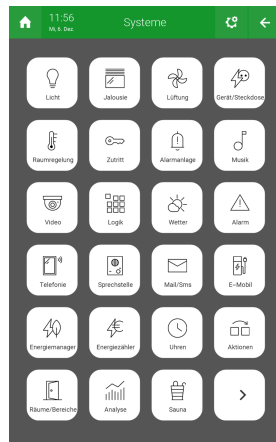 11:56
Mi, 6. Dez.
Systeme
Licht
Jalousie
Lüftung
Gerät/Steckdose
Raumregelung
Zutritt
Alarmanlage
Musik
Video
Logik
Wetter
Alarm
Telefonie
Sprechstelle
Mail/Sms
E-Mobil
Energiemanager
Energiezähler
Uhren
Aktionen
Räume/Bereiche
Analyse
Sauna